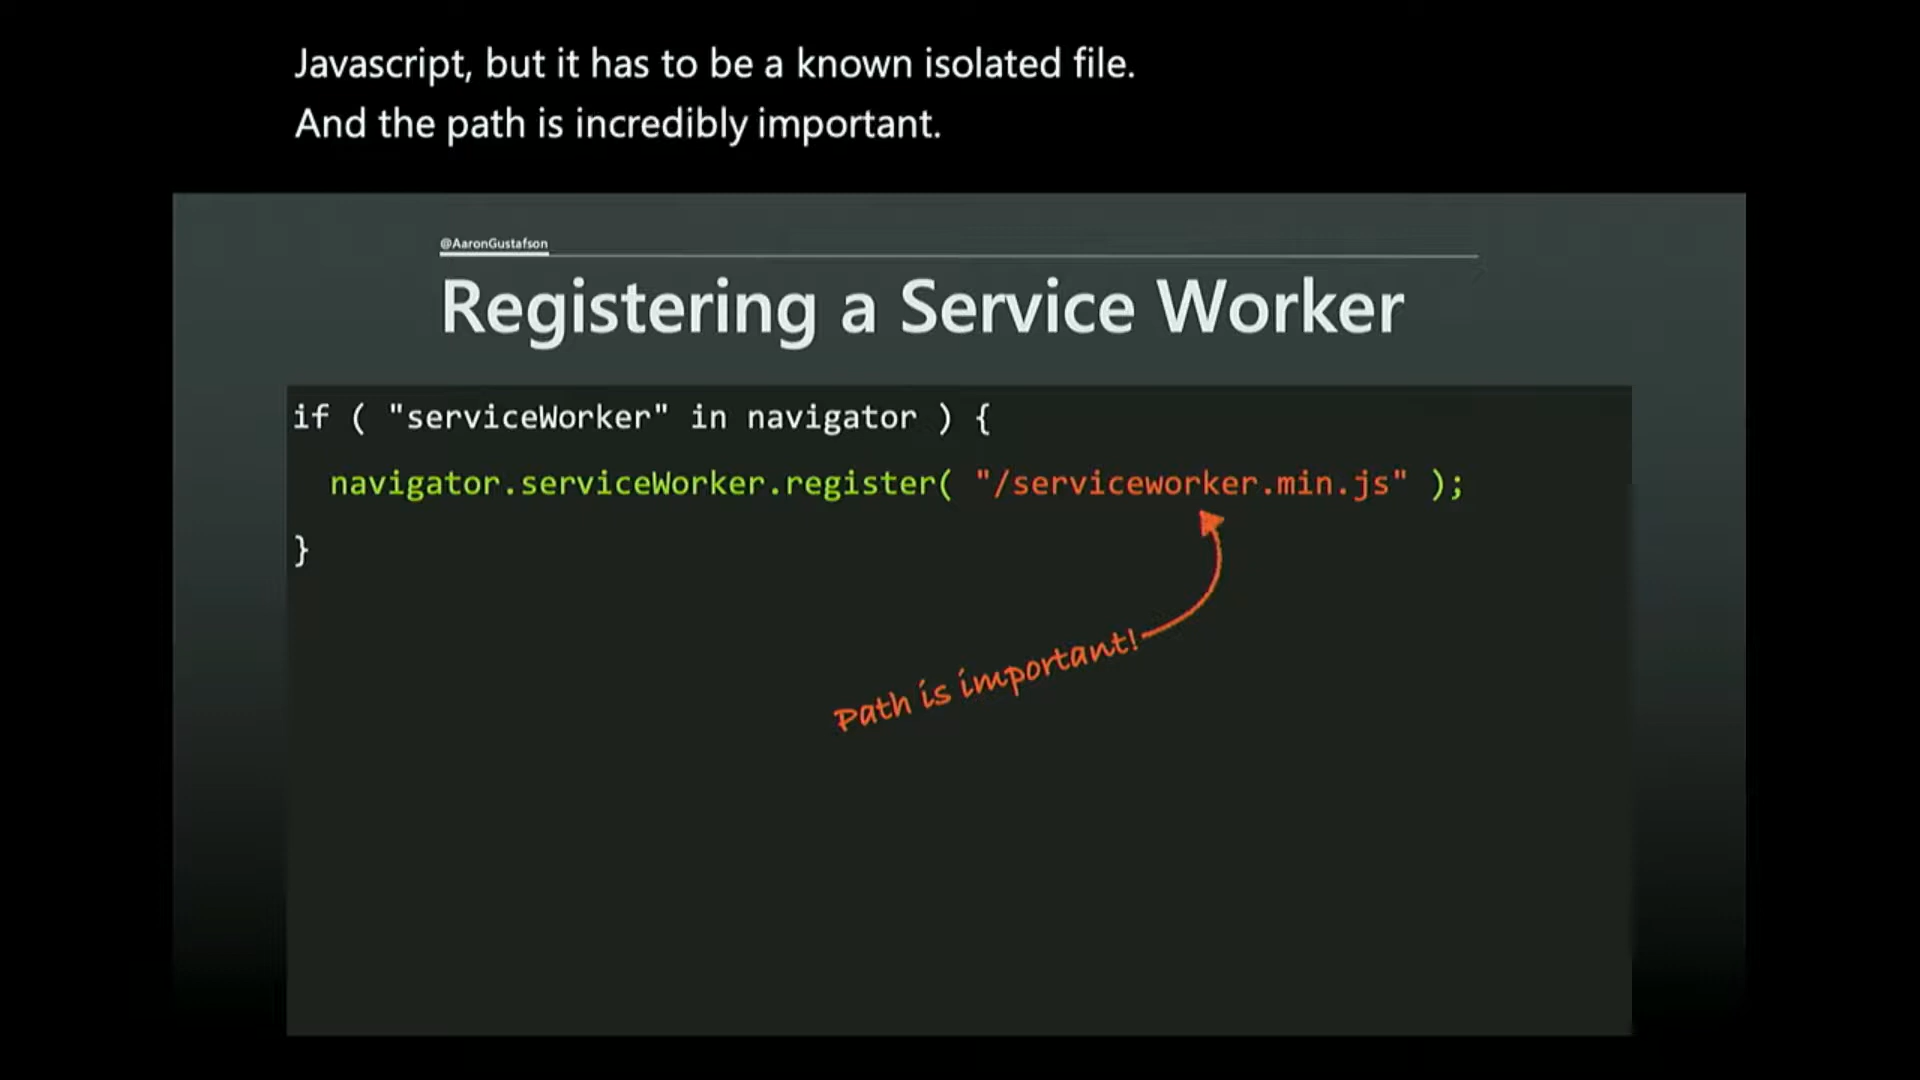 Javascript, but it has to be a known isolated file.
And the path is incredibly important.
@AaronGustafson
Registering a Service Worker
if ( "serviceWorker" in navigator ) {
navigator.serviceWorker.register( "/serviceworker.min.js" );
}
Path is important!